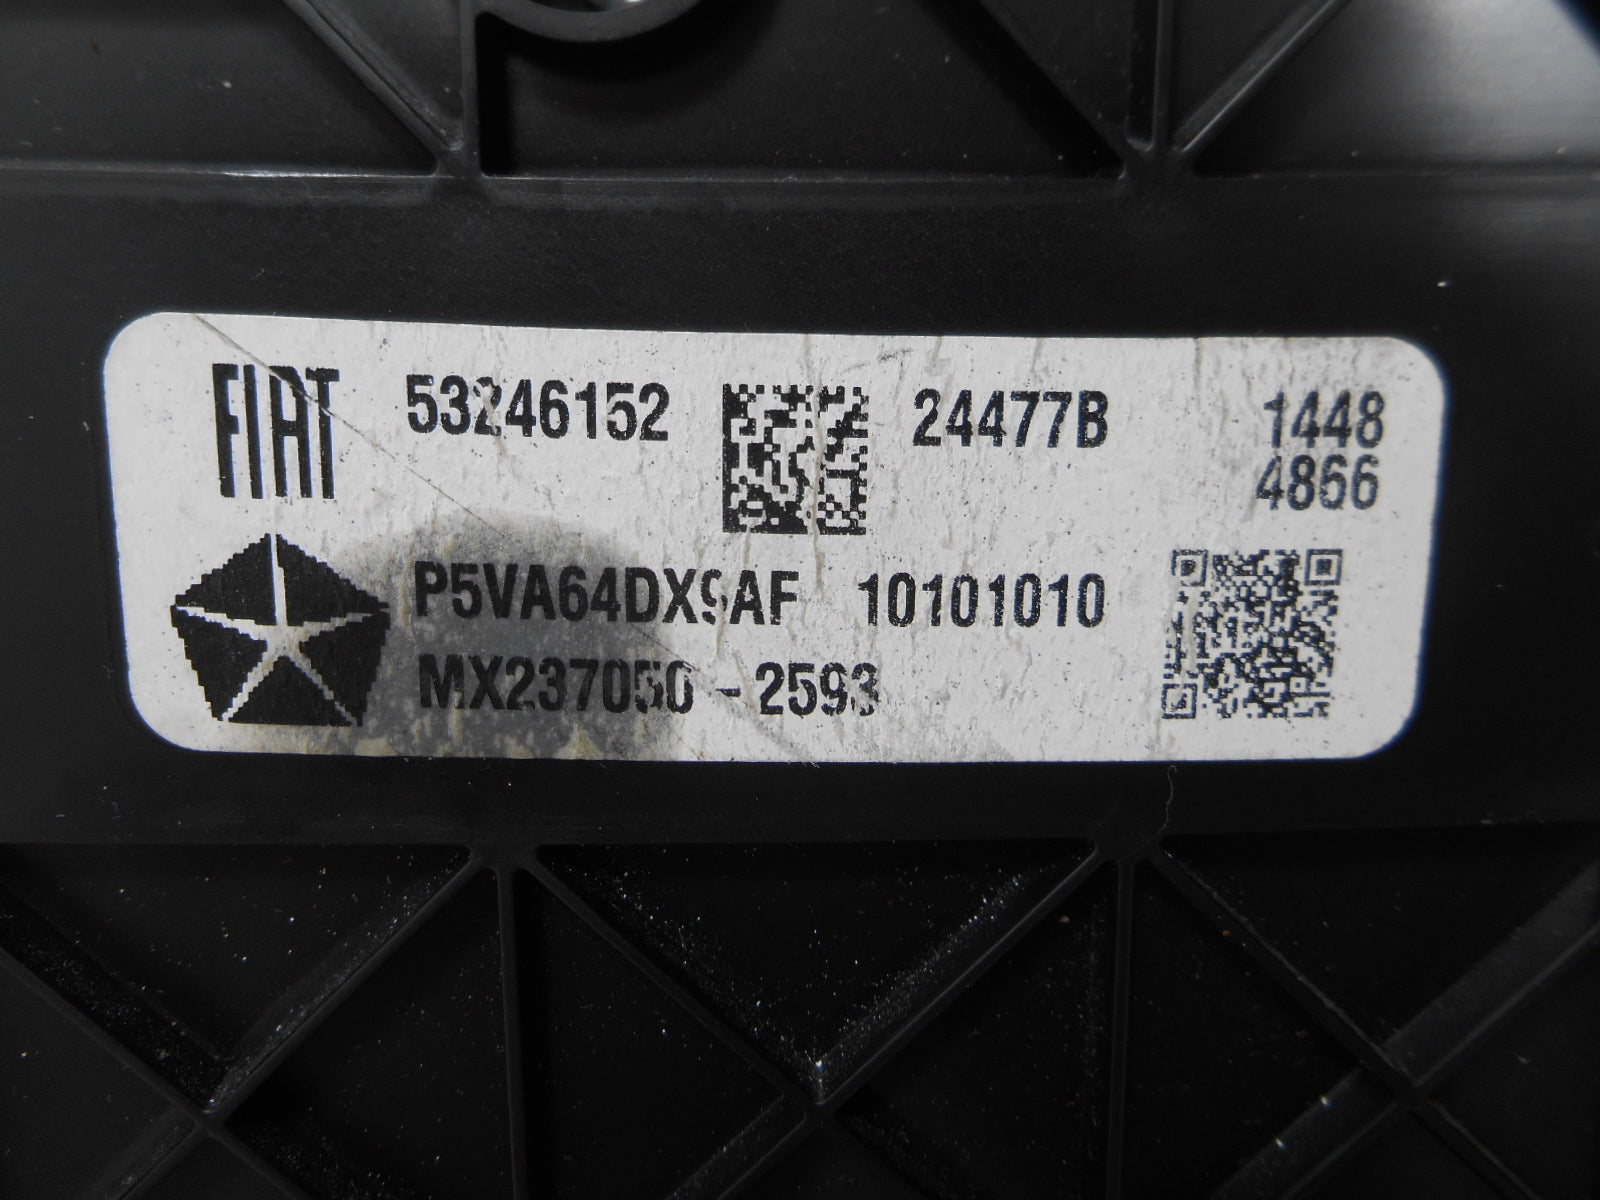 FIAT 53246152 24477B 1448
4866
P5VA64DX9AF 10101010
MX237050 - 2593